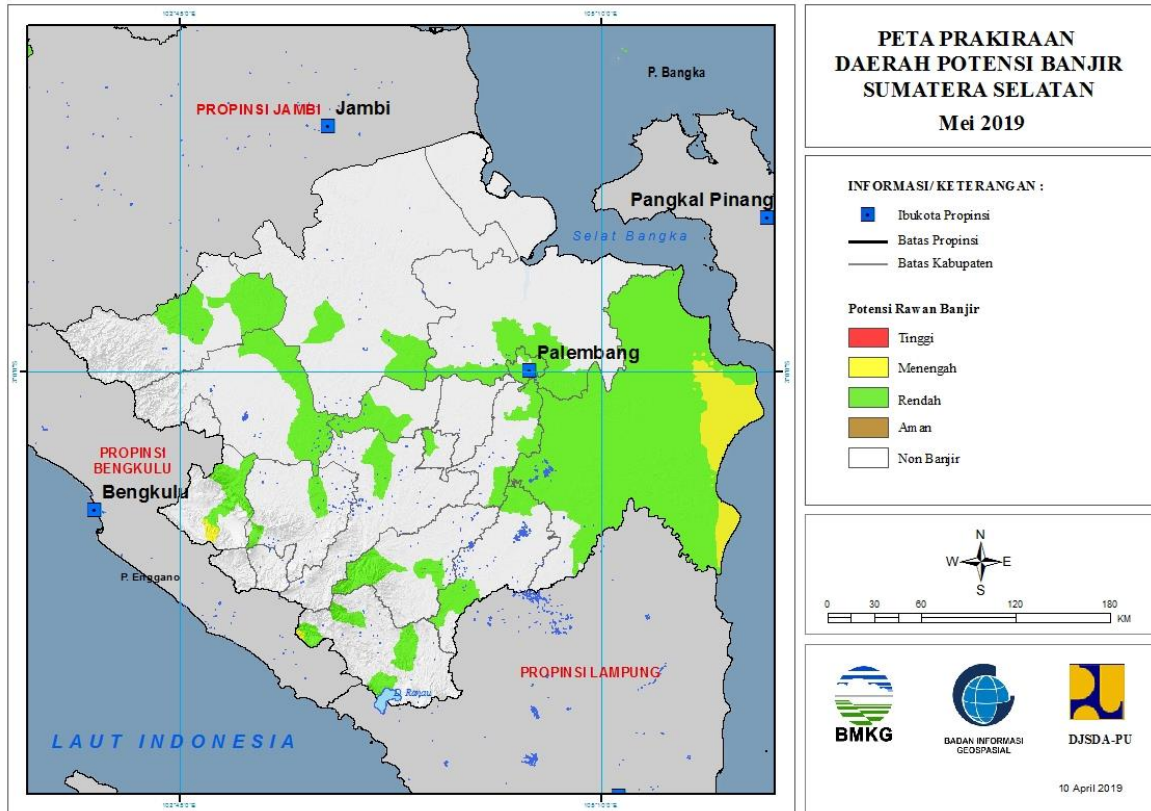 PETA PRAKIRAAN
DAERAH POTENSI BANJIR
SUMATERA SELATAN
Mei 2019
INFORMASI/ KETERANGAN :
Ibukota Propinsi
Batas Propinsi
Batas Kabupaten
Potensi Rawan Banjir
Tinggi
Menengah
Rendah
Aman
Non Banjir
N
W E
S
0 30 60 120 180
KM
BMKG
BADAN INFORMASI
GEOSPASIAL
DJSDA-PU
10 April 2019
P. Bangka
PROPINSI JAMBI
Jambi
Pangkal Pinang
Selat Bangka
Palembang
PROPINSI
BENGKULU
Bengkulu
P. Enggano
PROPINSI LAMPUNG
D. Ranau
LAUT INDONESIA